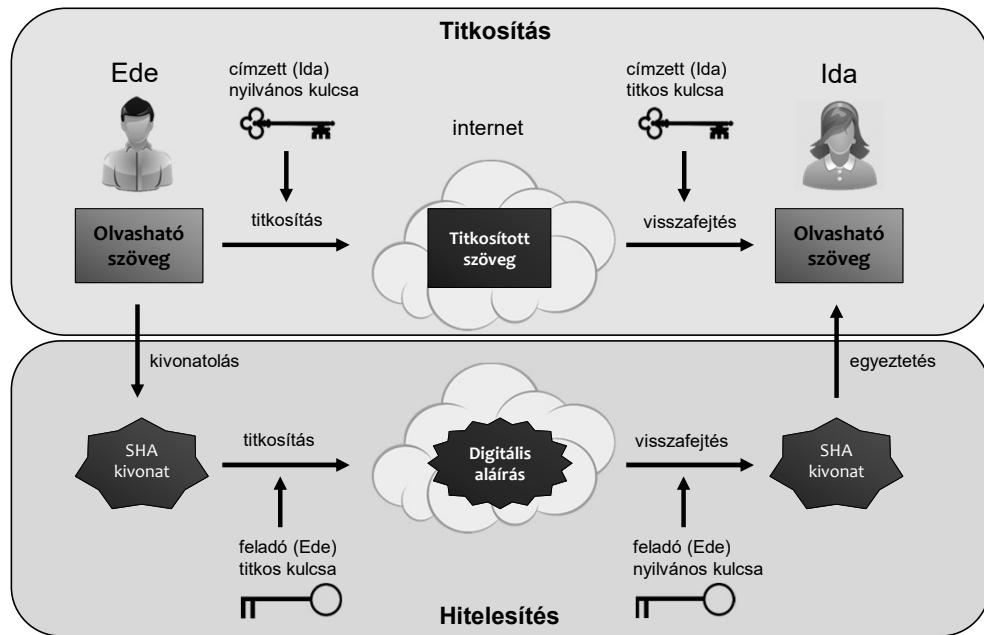 Titkosítás
Ede
címzett (Ida)
nyilvános kulcsa
internet
címzett (Ida)
titkos kulcsa
Ida
Olvasható
szöveg
titkosítás
Titkosított
szöveg
visszafejtés
Olvasható
szöveg
kivonatolás
egyeztetés
SHA
kivonat
titkosítás
Digitális
aláírás
visszafejtés
SHA
kivonat
feladó (Ede)
titkos kulcsa
feladó (Ede)
nyilvános kulcsa
Hitelesítés